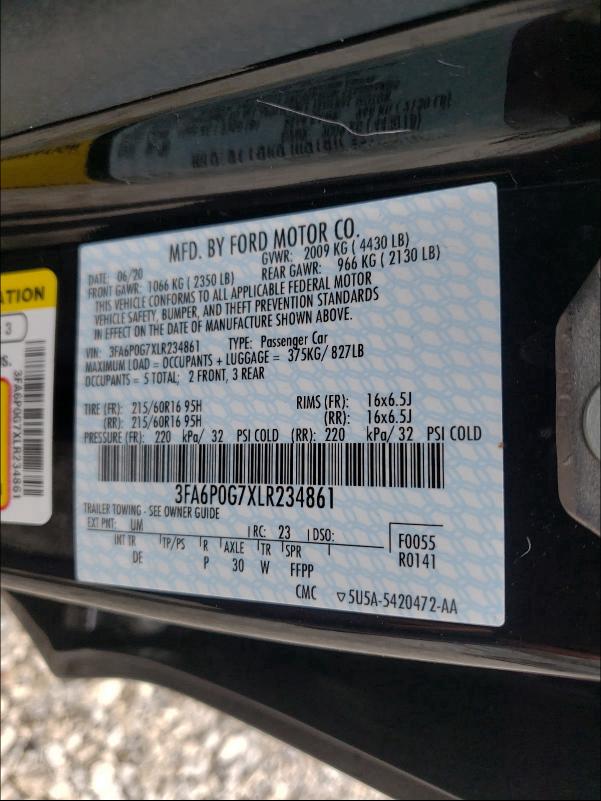 MFD. BY FORD MOTOR CO.
DATE: 06/20 GVWR: 2009 KG ( 4430 LB)
FRONT GAWR: 1066 KG ( 2350 LB) REAR GAWR: 966 KG ( 2130 LB)
THIS VEHICLE CONFORMS TO ALL APPLICABLE FEDERAL MOTOR
VEHICLE SAFETY, BUMPER, AND THEFT PREVENTION STANDARDS
IN EFFECT ON THE DATE OF MANUFACTURE SHOWN ABOVE.
VIN: 3FA6P0G7XLR234861 TYPE: Passenger Car
MAXIMUM LOAD = OCCUPANTS + LUGGAGE = 375KG/ 827LB
OCCUPANTS = 5 TOTAL; 2 FRONT, 3 REAR
TIRE (FR): 215/60R16 95H RIMS (FR): 16x6.5J
(RR): 215/60R16 95H (RR): 16x6.5J
PRESSURE (FR): 220 kPa/ 32 PSI COLD (RR): 220 kPa/ 32 PSI COLD
3FA6P0G7XLR234861
TRAILER TOWING - SEE OWNER GUIDE
EXT PNT: UM RC: 23 DSO:
INT TR TP/PS R AXLE TR SPR F0055
DE P 30 W FFPP R0141
CMC ▽5U5A-5420472-AA
ATION
3
3FA6P0G7XLR234861